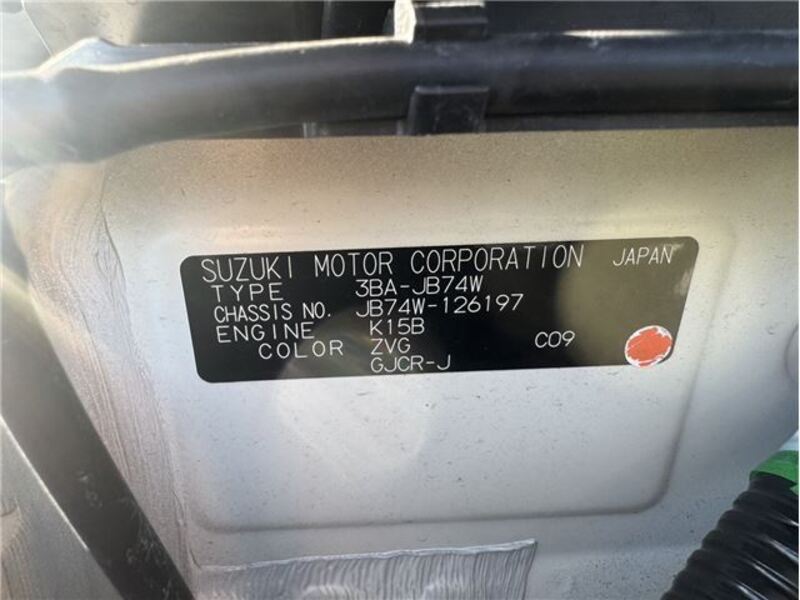 SUZUKI MOTOR CORPORATION JAPAN
TYPE 3BA-JB74W
CHASSIS NO. JB74W-126197
ENGINE K15B
COLOR ZVG C09
GJCR-J